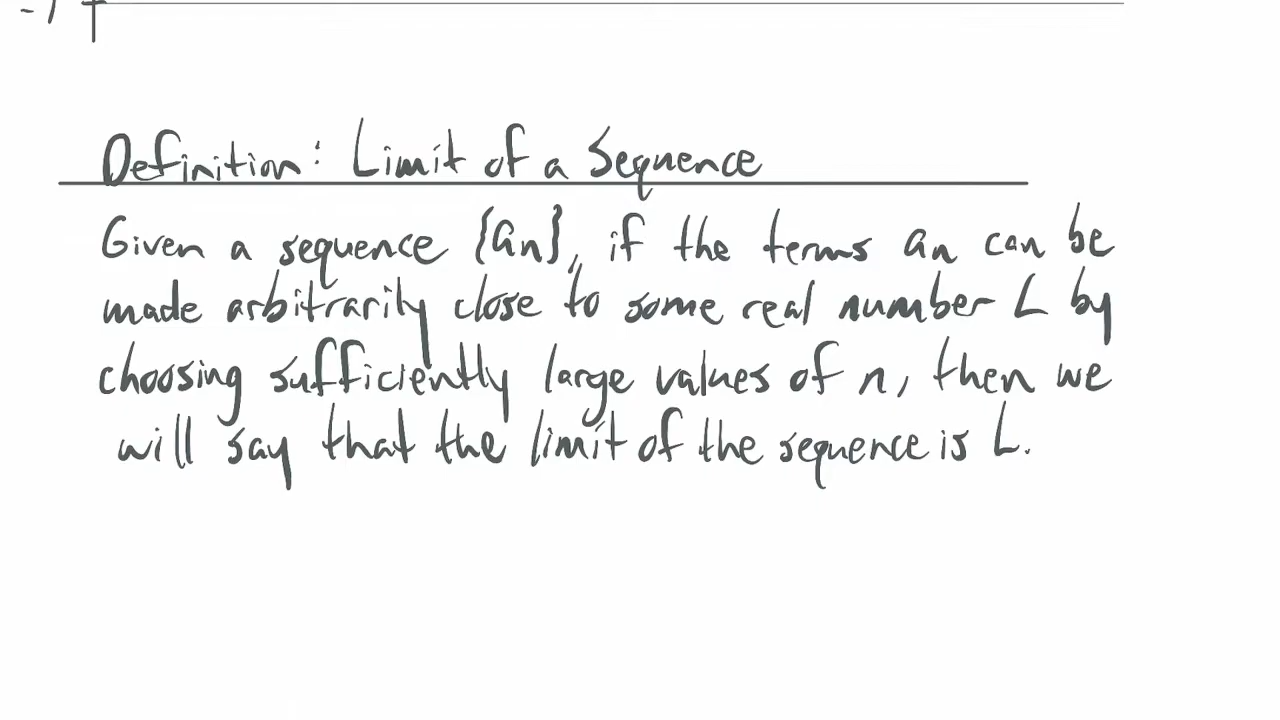 -1
Definition: Limit of a Sequence
Given a sequence {an}, if the terms an can be
made arbitrarily close to some real number L by
choosing sufficiently large values of n, then we
will say that the limit of the sequence is L.